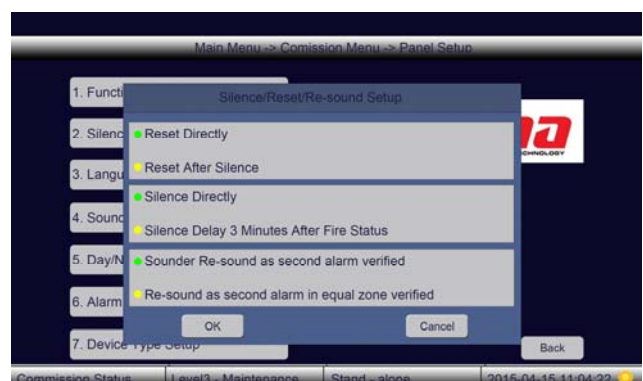 Main Menu -> Comission Menu -> Panel Setup
1. Functi
Silence/Reset/Re-sound Setup
2. Silenc
Reset Directly
Reset After Silence
CHNOLOGY
3. Langu
Silence Directly
4. Sound
Silence Delay 3 Minutes After Fire Status
5. Day/N
Sounder Re-sound as second alarm verified
6. Alarm
Re-sound as second alarm in equal zone verified
OK
Cancel
7. Device Type Setup
Back
Commission Status
Level3 - Maintenance
Stand - alone
2015-04-15 11:04:22